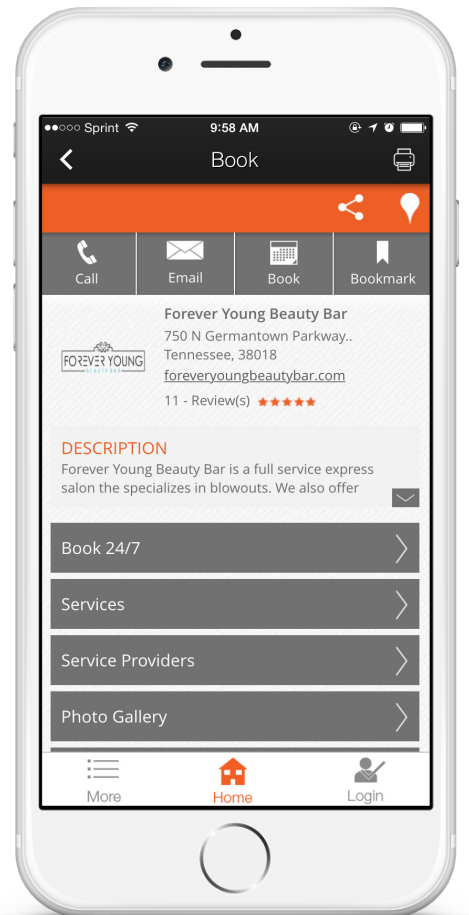 Sprint 9:58 AM
Book
Call Email Book Bookmark
Forever Young Beauty Bar
750 N Germantown Parkway..
Tennessee, 38018
foreveryoungbeautybar.com
11 - Review(s)
FOREVER YOUNG
BEAUTY BAR
DESCRIPTION
Forever Young Beauty Bar is a full service express
salon the specializes in blowouts. We also offer
Book 24/7
Services
Service Providers
Photo Gallery
More Home Login